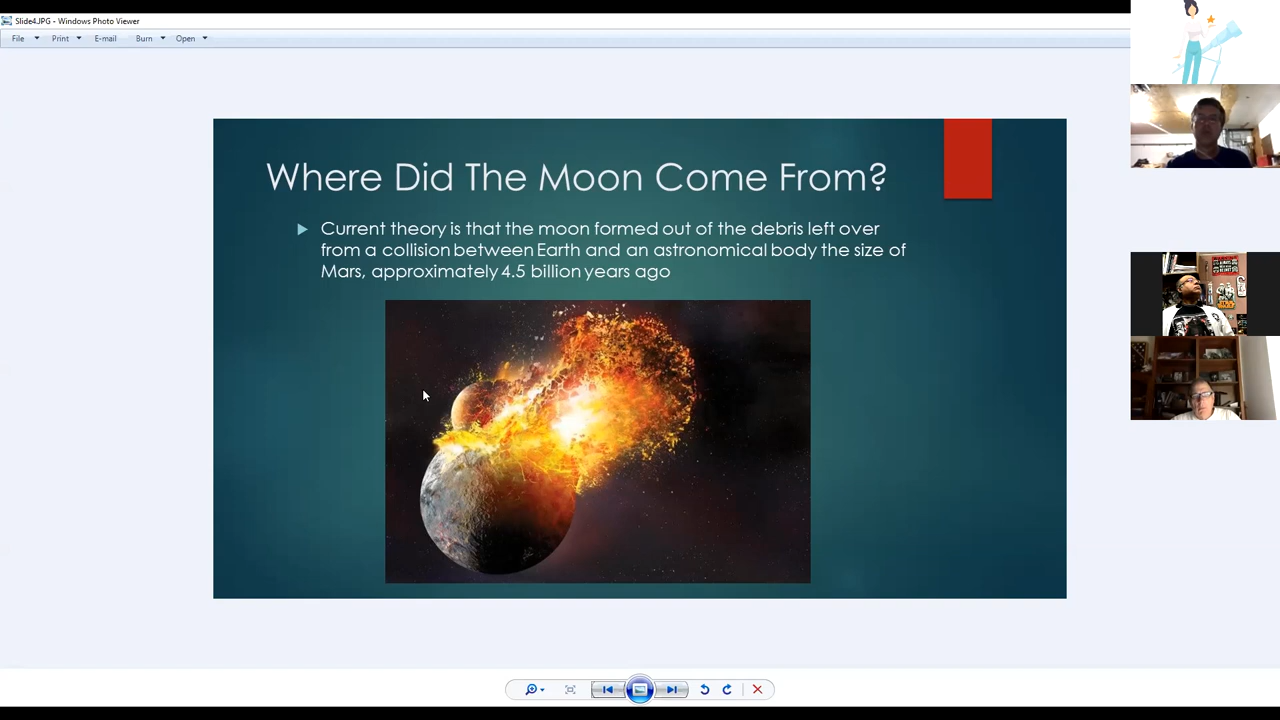 Slide4.JPG - Windows Photo Viewer
File Print E-mail Burn Open
Where Did The Moon Come From?
Current theory is that the moon formed out of the debris left over
from a collision between Earth and an astronomical body the size of
Mars, approximately 4.5 billion years ago